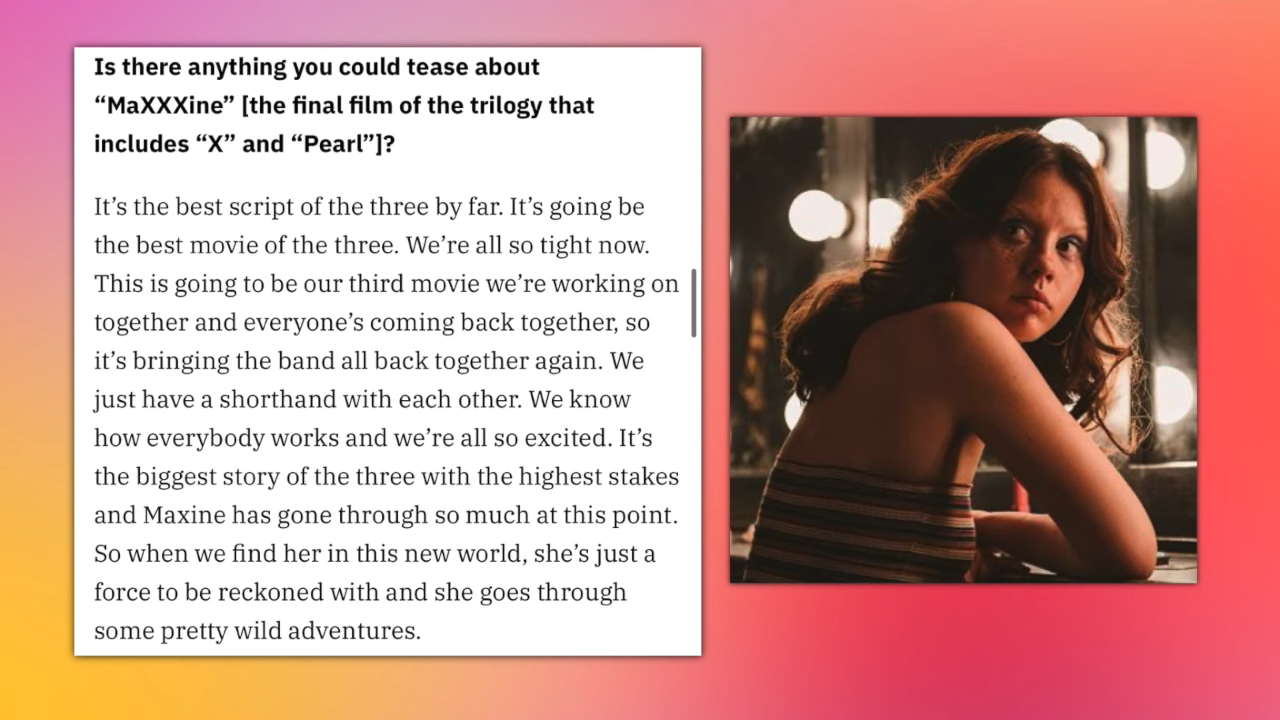 Is there anything you could tease about
“MaXXXine” [the final film of the trilogy that
includes “X” and “Pearl”]?
It’s the best script of the three by far. It’s going be
the best movie of the three. We’re all so tight now.
This is going to be our third movie we’re working on
together and everyone’s coming back together, so
it’s bringing the band all back together again. We
just have a shorthand with each other. We know
how everybody works and we’re all so excited. It’s
the biggest story of the three with the highest stakes
and Maxine has gone through so much at this point.
So when we find her in this new world, she’s just a
force to be reckoned with and she goes through
some pretty wild adventures.